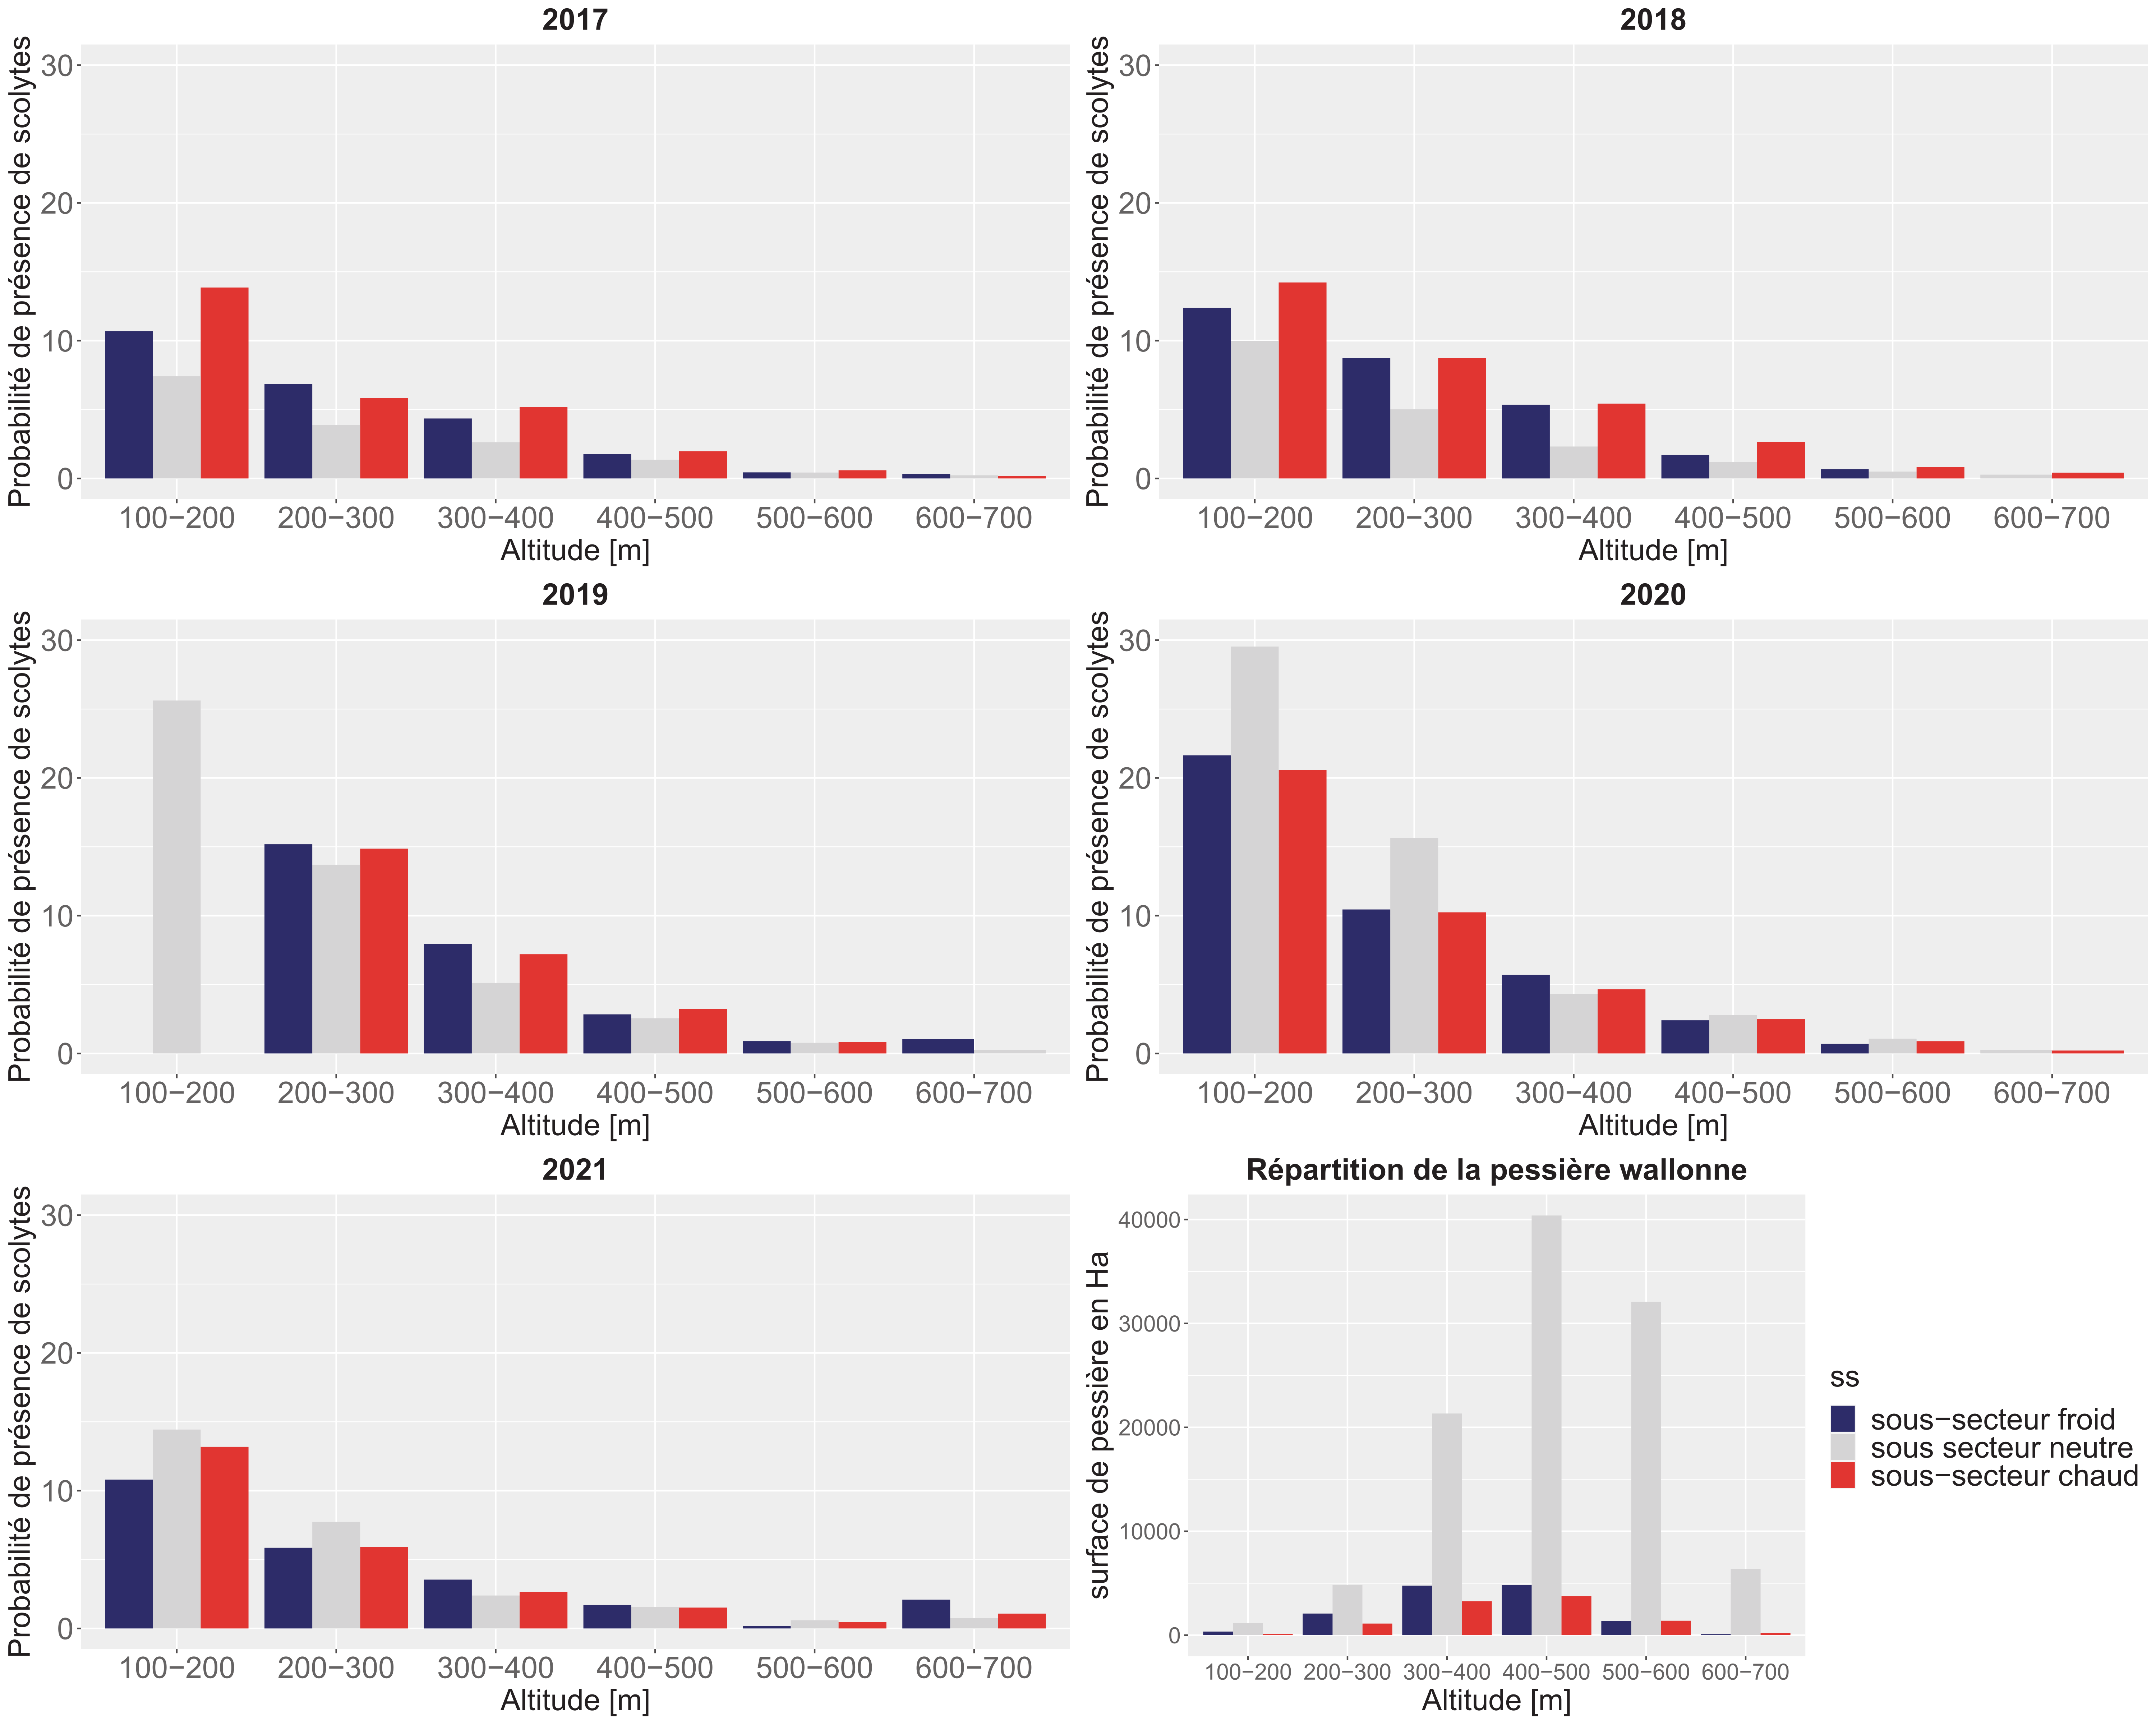 2017
Probabilité de présence de scolytes
30
20
10
0
100−200 200−300 300−400 400−500 500−600 600−700
Altitude [m]
2018
Probabilité de présence de scolytes
30
20
10
0
100−200 200−300 300−400 400−500 500−600 600−700
Altitude [m]
2019
Probabilité de présence de scolytes
30
20
10
0
100−200 200−300 300−400 400−500 500−600 600−700
Altitude [m]
2020
Probabilité de présence de scolytes
30
20
10
0
100−200 200−300 300−400 400−500 500−600 600−700
Altitude [m]
2021
Probabilité de présence de scolytes
30
20
10
0
100−200 200−300 300−400 400−500 500−600 600−700
Altitude [m]
Répartition de la pessière wallonne
surface de pessière en Ha
40000
30000
20000
10000
0
100−200 200−300 300−400 400−500 500−600 600−700
Altitude [m]
ss
sous−secteur froid
sous secteur neutre
sous−secteur chaud